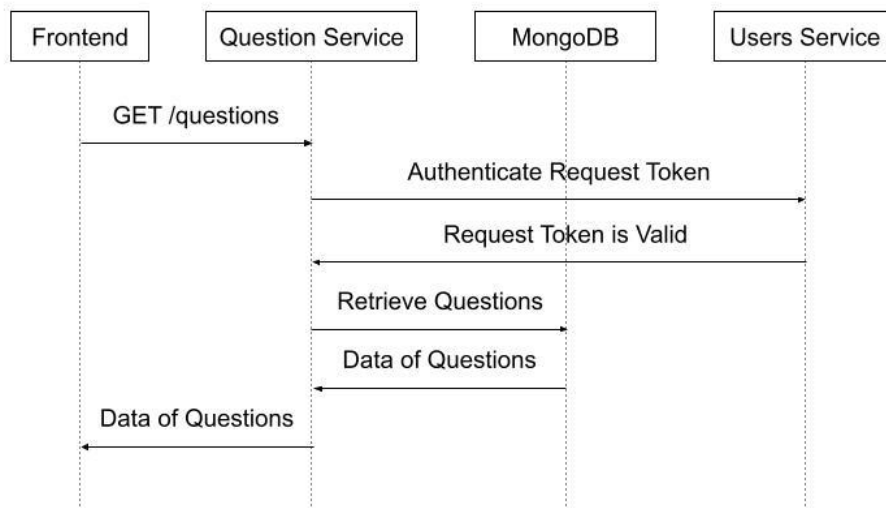 Frontend
Question Service
MongoDB
Users Service
GET /questions
Authenticate Request Token
Request Token is Valid
Retrieve Questions
Data of Questions
Data of Questions